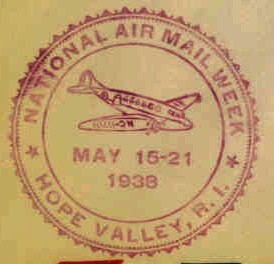 NATIONAL AIR MAIL WEEK
MAY 15-21
1938
HOPE VALLEY, R. I.